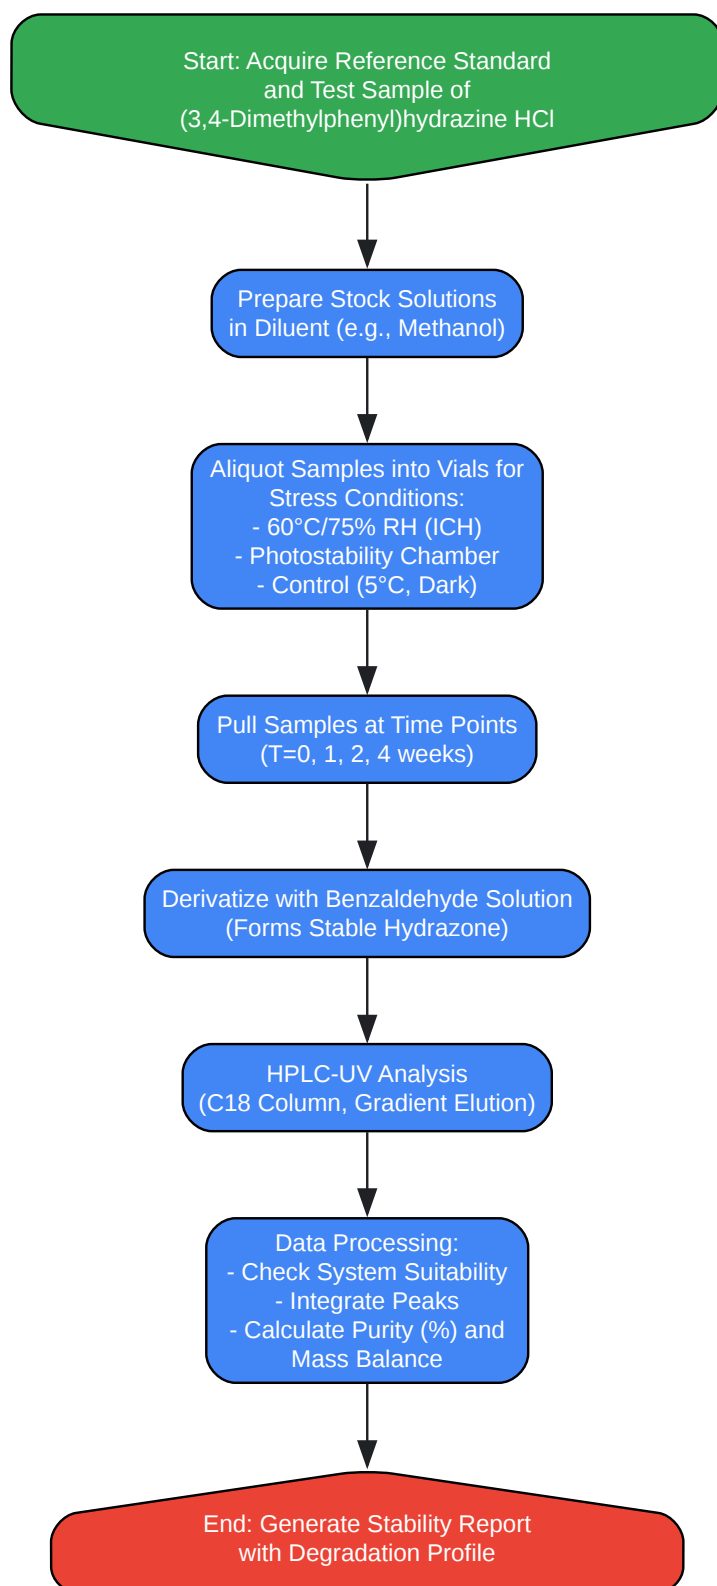 Start: Acquire Reference Standard
and Test Sample of
(3,4-Dimethylphenyl)hydrazine HCl
Prepare Stock Solutions
in Diluent (e.g., Methanol)
Aliquot Samples into Vials for
Stress Conditions:
- 60°C/75% RH (ICH)
- Photostability Chamber
- Control (5°C, Dark)
Pull Samples at Time Points
(T=0, 1, 2, 4 weeks)
Derivatize with Benzaldehyde Solution
(Forms Stable Hydrazone)
HPLC-UV Analysis
(C18 Column, Gradient Elution)
Data Processing:
- Check System Suitability
- Integrate Peaks
- Calculate Purity (%) and
Mass Balance
End: Generate Stability Report
with Degradation Profile